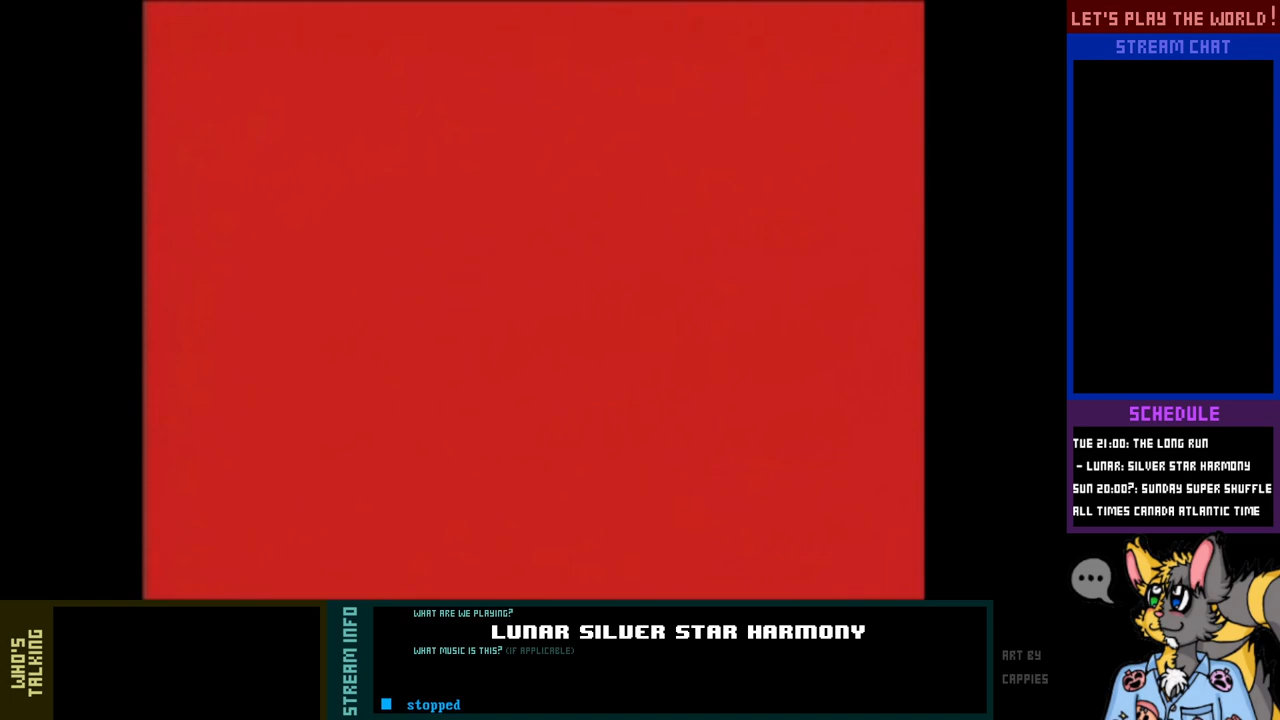 LET'S PLAY THE WORLD!
STREAM CHAT
SCHEDULE
TUE 21:00: THE LONG RUN
- LUNAR: SILVER STAR HARMONY
SUN 20:00?: SUNDAY SUPER SHUFFLE
ALL TIMES CANADA ATLANTIC TIME
WHO'S
TALKING
STREAM INFO
WHAT ARE WE PLAYING?
LUNAR SILVER STAR HARMONY
WHAT MUSIC IS THIS? (IF APPLICABLE)
stopped
ART BY
CAPPIES
...